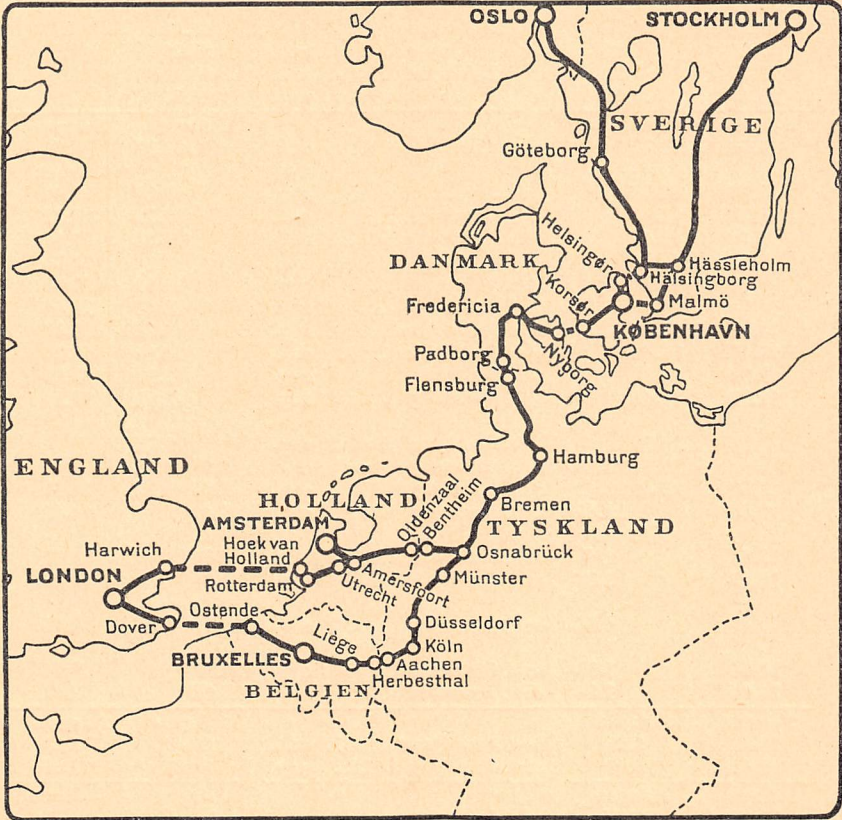 OSLO
STOCKHOLM
SVERIGE
Göteborg
Helsingør
DANMARK
Hässleholm
Hälsingborg
Korsør
Fredericia
Malmö
KØBENHAVN
Nyborg
Padborg
Flensburg
Hamburg
ENGLAND
HOLLAND
Oldenzaal
Bentheim
Bremen
AMSTERDAM
TYSKLAND
Harwich
Hoek van
Holland
Osnabrück
LONDON
Rotterdam
Utrecht
Amersfoort
Münster
Ostende
Dover
Düsseldorf
Liège
Köln
BRUXELLES
Aachen
Herbesthal
BELGIEN